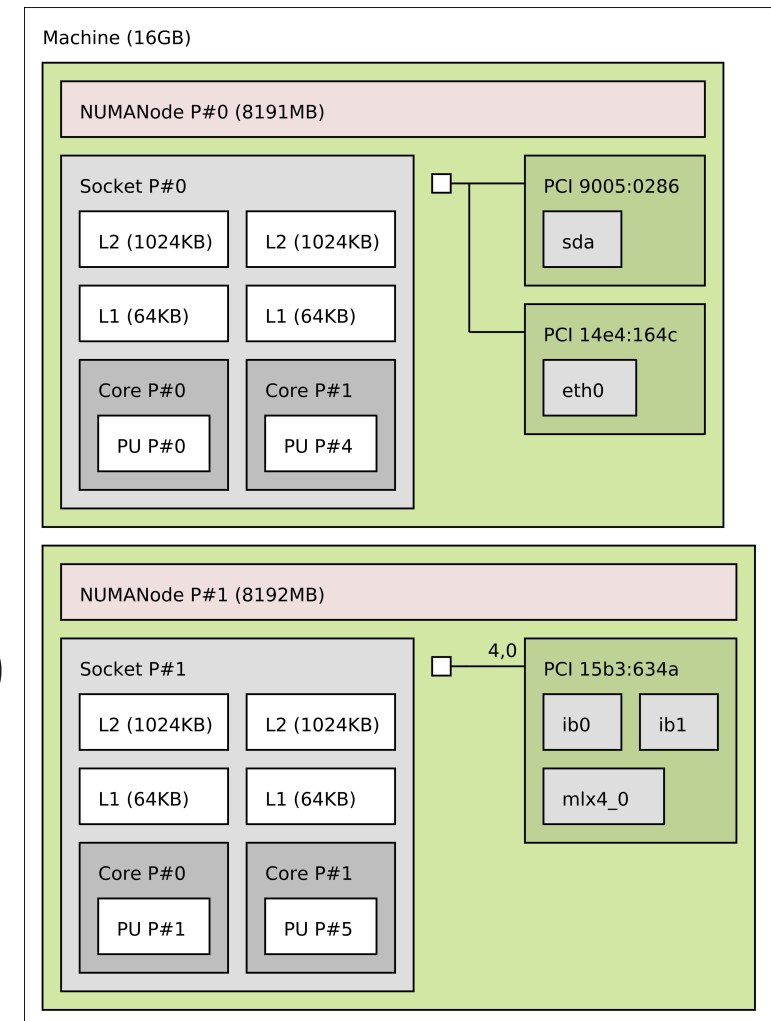 Machine (16GB)
NUMANode P#0 (8191MB)
Socket P#0
PCI 9005:0286
L2 (1024KB)
L2 (1024KB)
sda
L1 (64KB)
L1 (64KB)
PCI 14e4:164c
Core P#0
Core P#1
eth0
PU P#0
PU P#4
NUMANode P#1 (8192MB)
Socket P#1
4,0
PCI 15b3:634a
L2 (1024KB)
L2 (1024KB)
ib0
ib1
L1 (64KB)
L1 (64KB)
mlx4_0
Core P#0
Core P#1
PU P#1
PU P#5